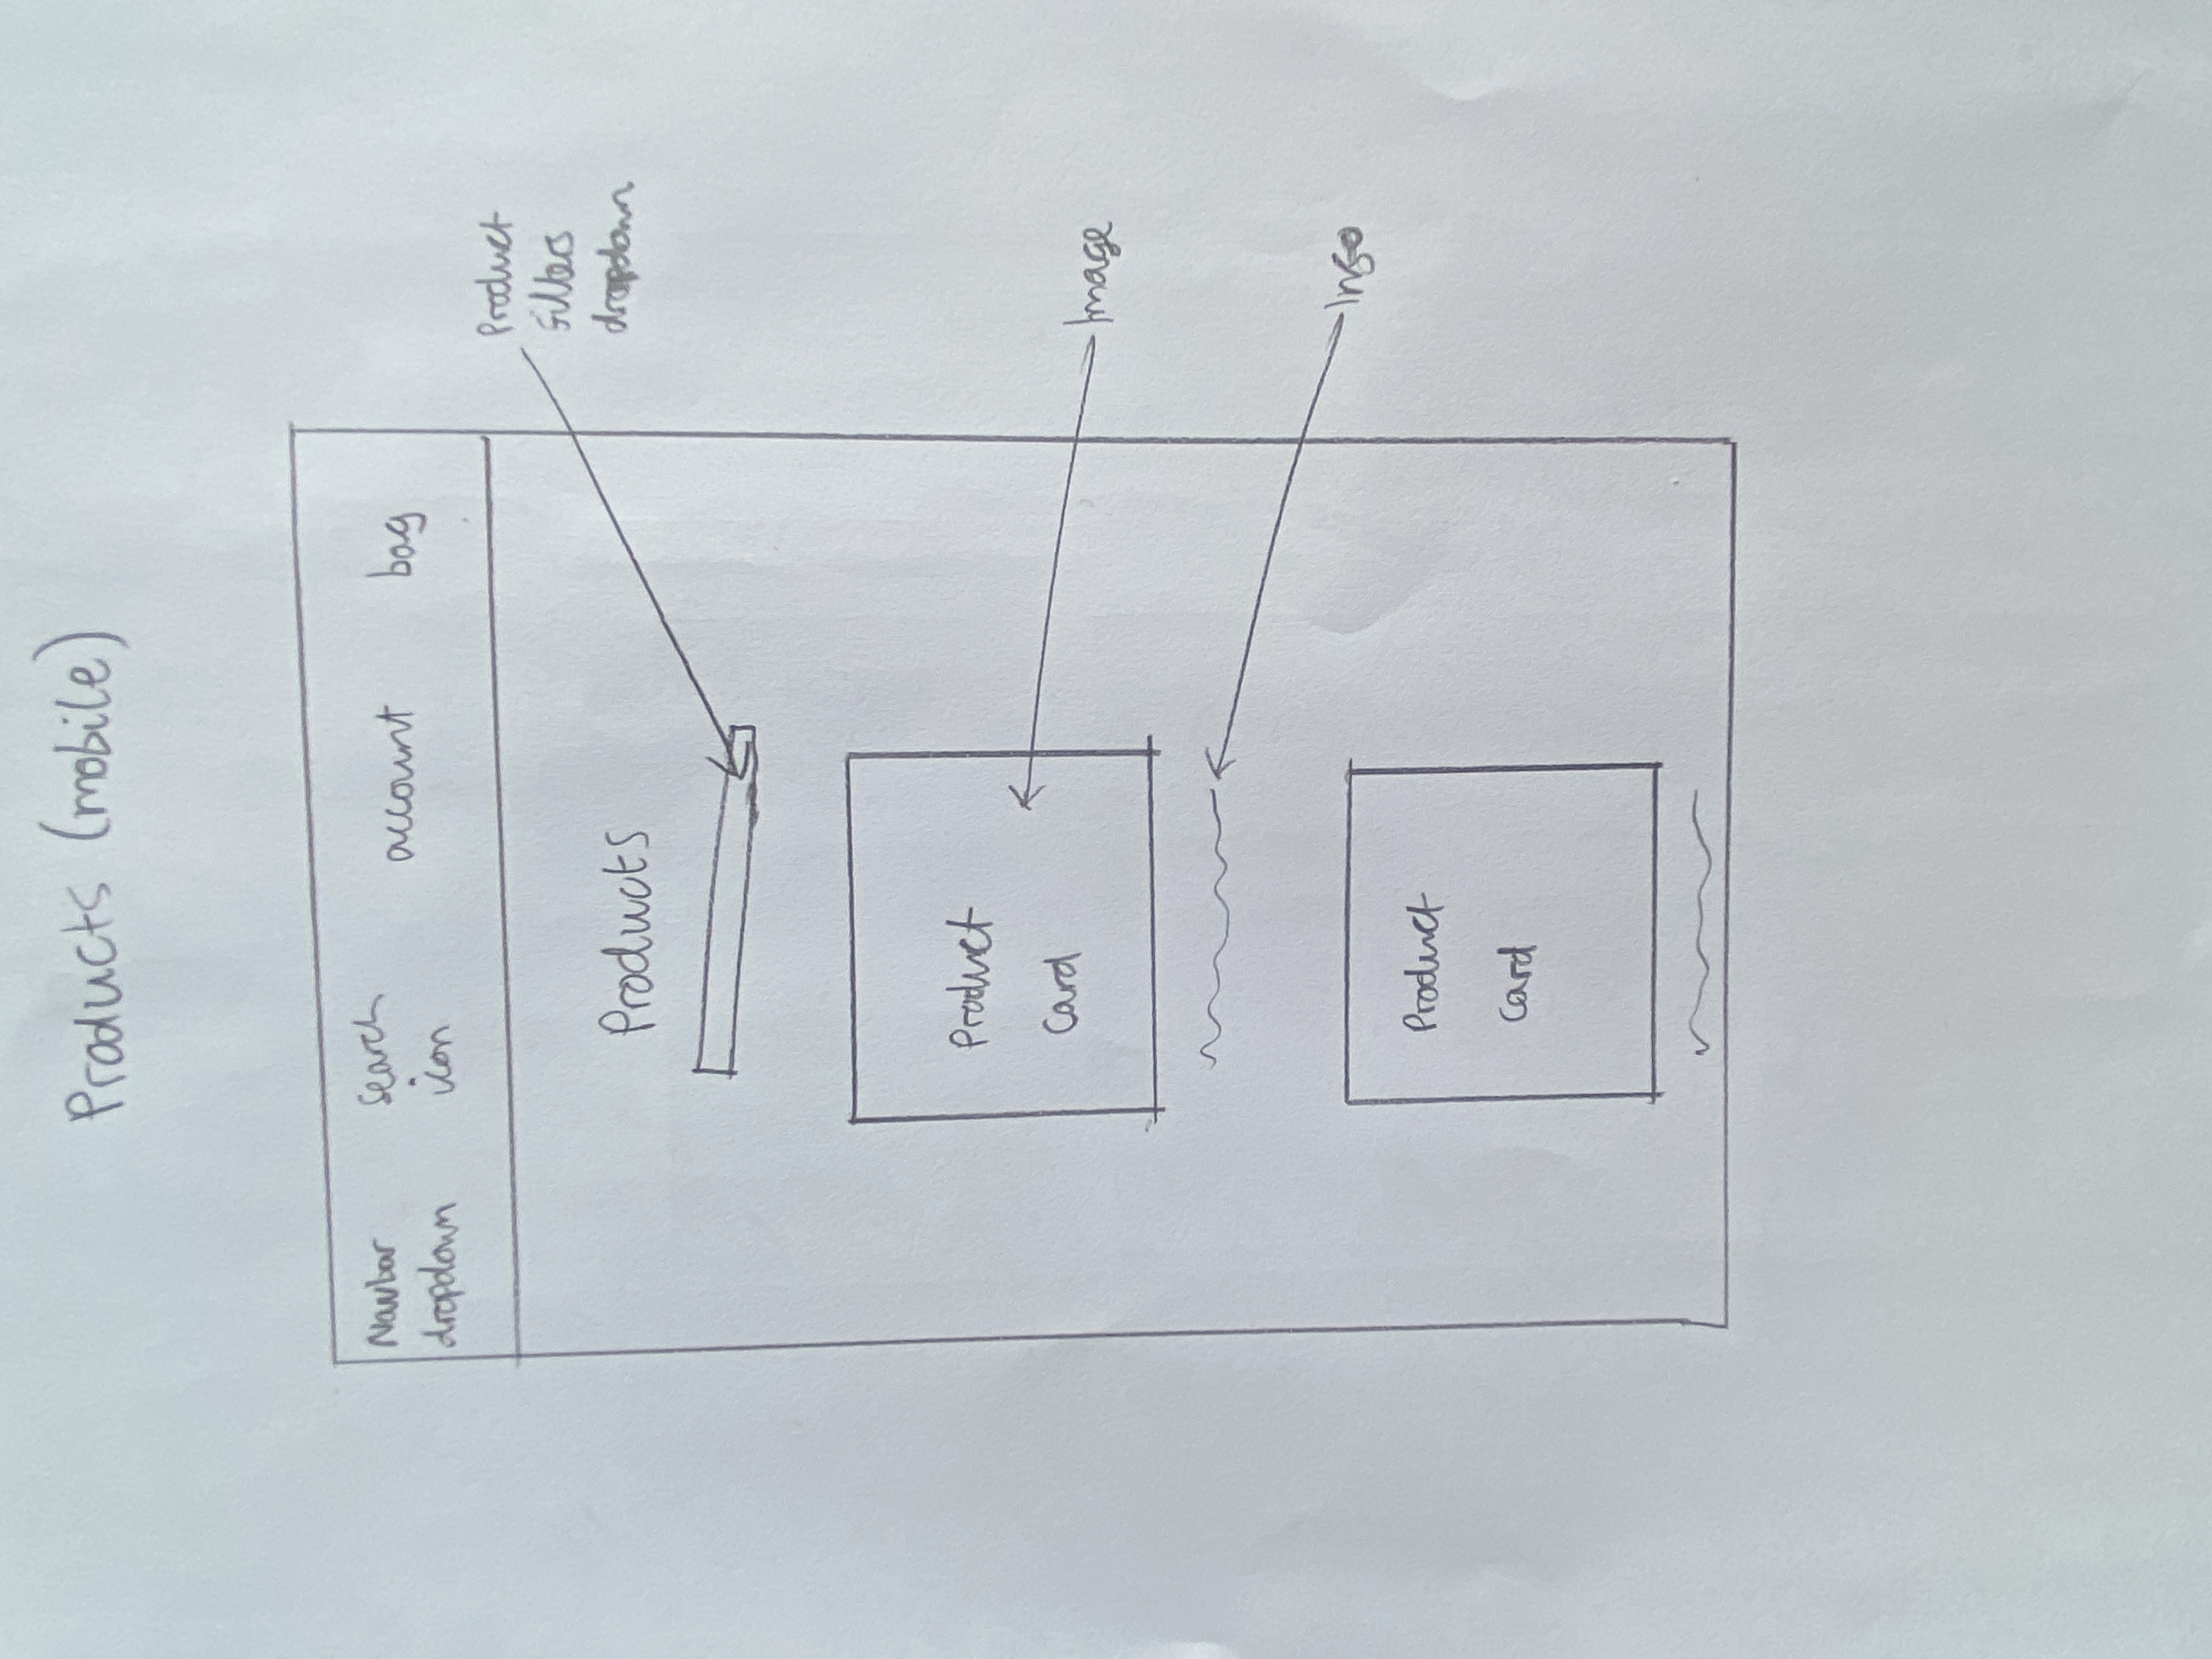 Products (mobile)
Navbar
dropdown
search
icon
account
bag
Product
Filters
dropdown
Products
Product
Card
Image
Info
Product
Card